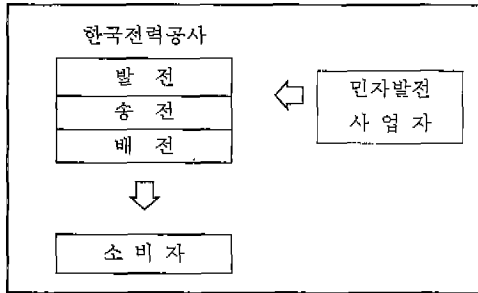 한국전력공사
발 전
송 전
배 전
민자발전
사 업 자
소 비 자